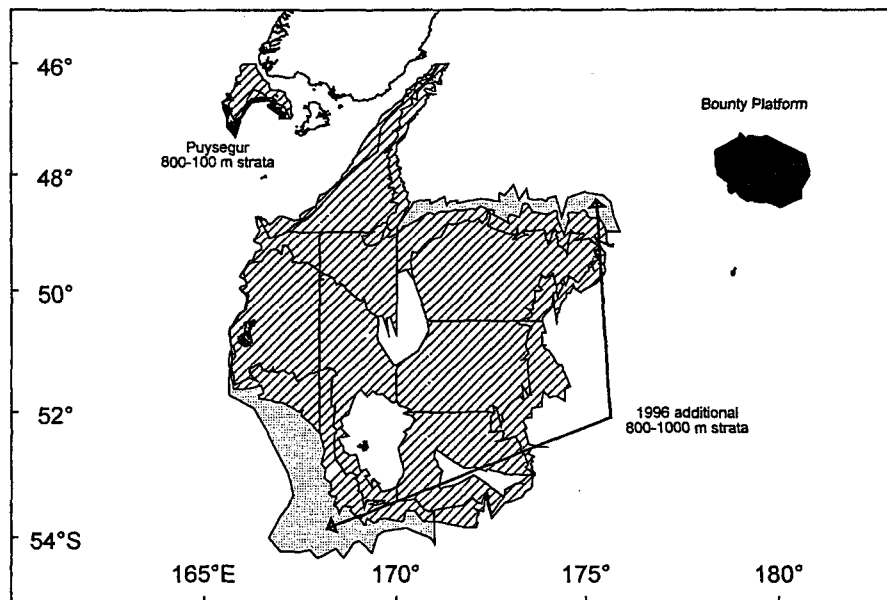 46°
Bounty Platform
Puysegur
800-100 m strata
48°
50°
52°
1996 additional
800-1000 m strata
54°S
165°E
170°
175°
180°